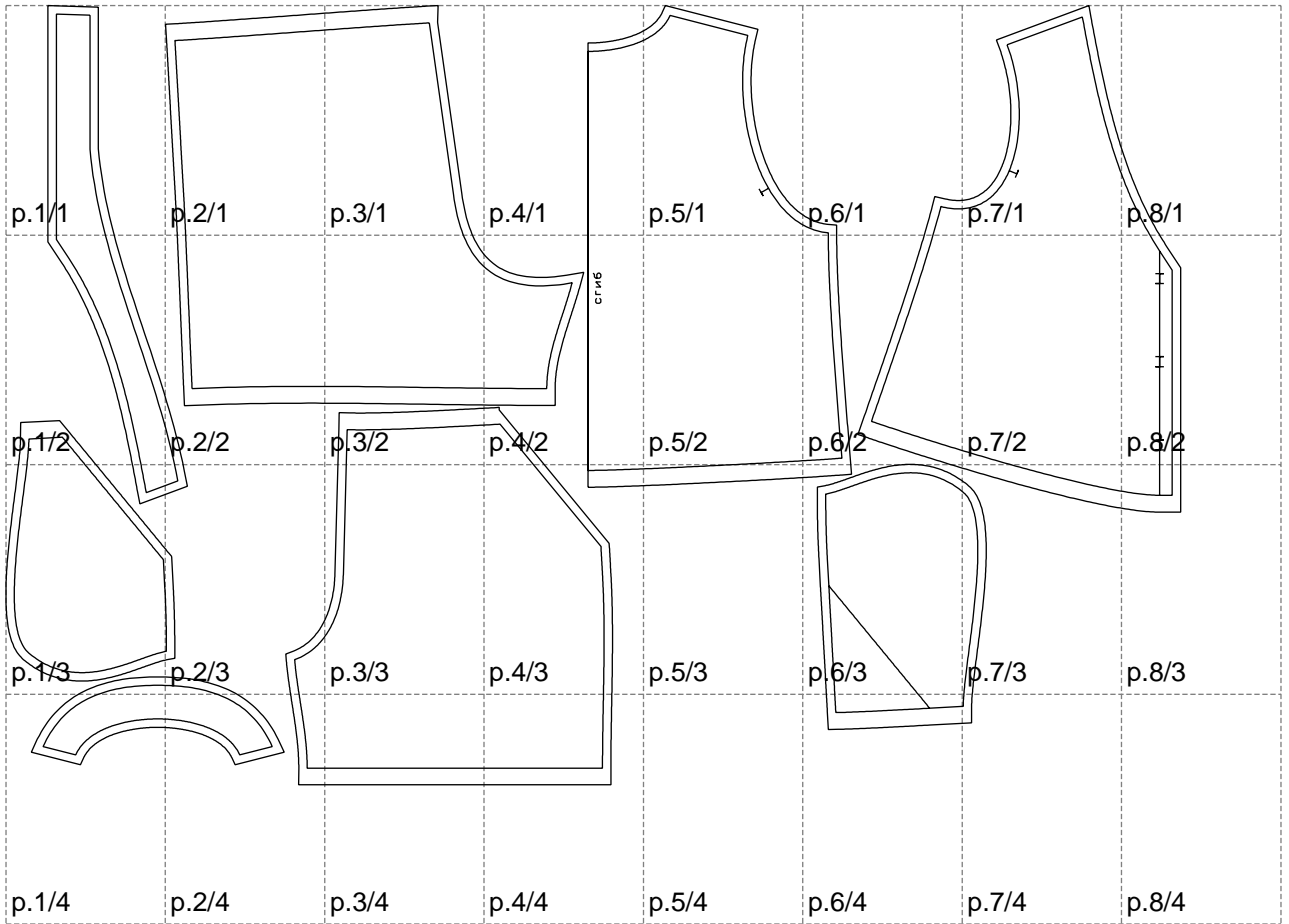 p.1/1 p.2/1 p.3/1 p.4/1 p.5/1 p.6/1 p.7/1 p.8/1
сгиб
p.1/2 p.2/2 p.3/2 p.4/2 p.5/2 p.6/2 p.7/2 p.8/2
p.1/3 p.2/3 p.3/3 p.4/3 p.5/3 p.6/3 p.7/3 p.8/3
p.1/4 p.2/4 p.3/4 p.4/4 p.5/4 p.6/4 p.7/4 p.8/4